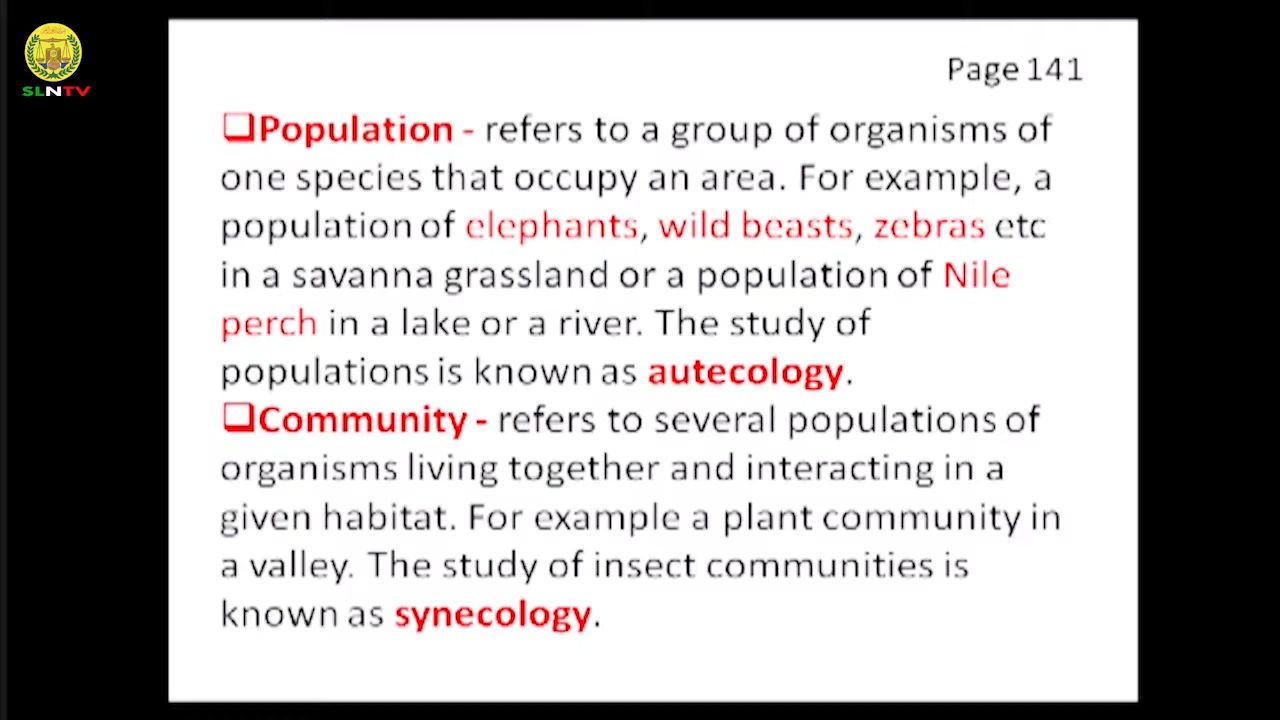 SLNTV
Page 141
❑Population - refers to a group of organisms of
one species that occupy an area. For example, a
population of elephants, wild beasts, zebras etc
in a savanna grassland or a population of Nile
perch in a lake or a river. The study of
populations is known as autecology.
❑Community - refers to several populations of
organisms living together and interacting in a
given habitat. For example a plant community in
a valley. The study of insect communities is
known as synecology.